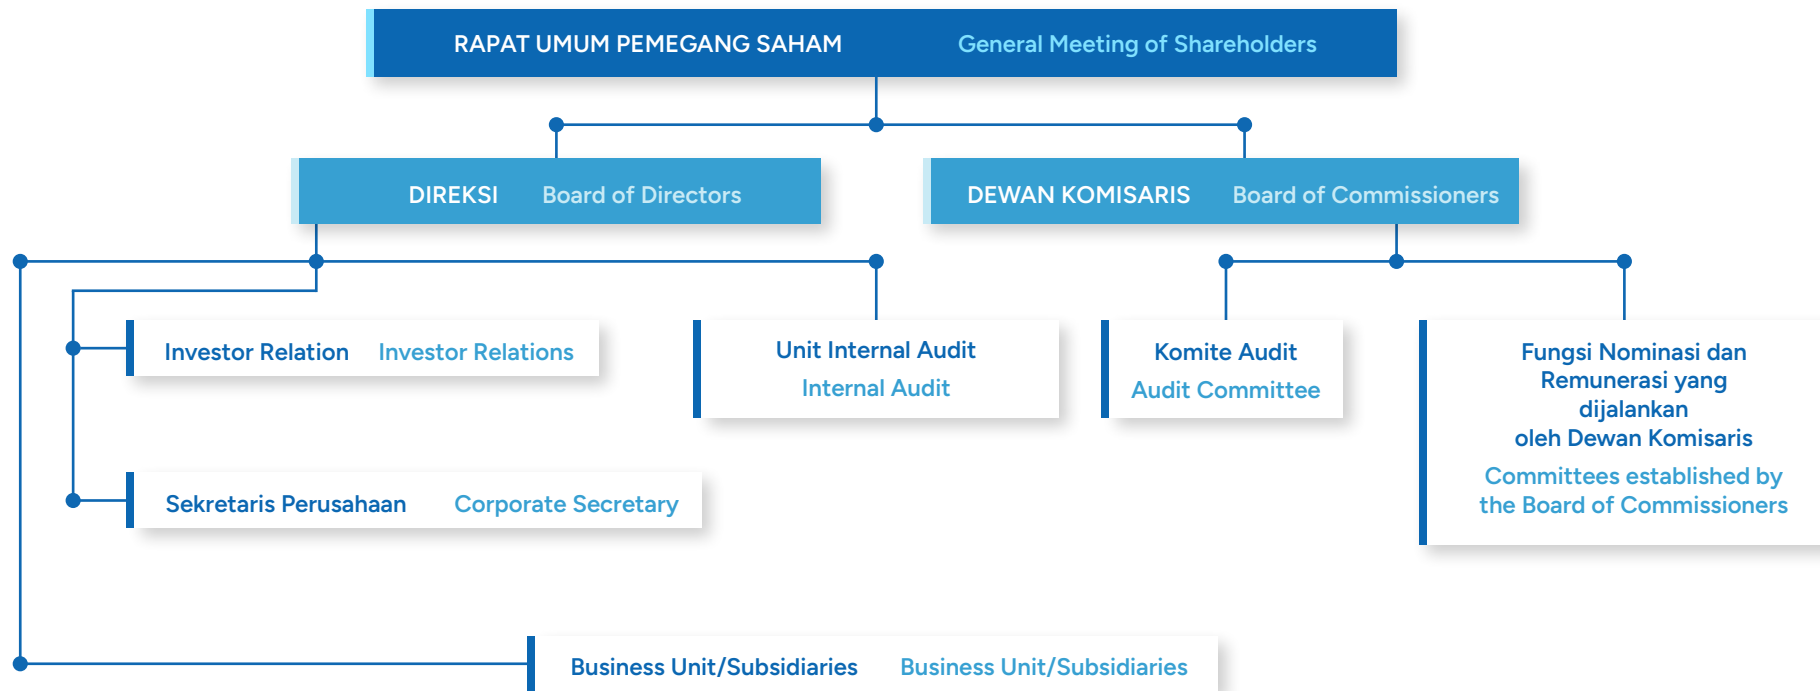 RAPAT UMUM PEMEGANG SAHAM General Meeting of Shareholders
DIREKSI Board of Directors
DEWAN KOMISARIS Board of Commissioners
Investor Relation Investor Relations
Unit Internal Audit
Internal Audit
Komite Audit
Audit Committee
Fungsi Nominasi dan
Remunerasi yang
dijalankan
oleh Dewan Komisaris
Committees established by
the Board of Commissioners
Sekretaris Perusahaan Corporate Secretary
Business Unit/Subsidiaries Business Unit/Subsidiaries